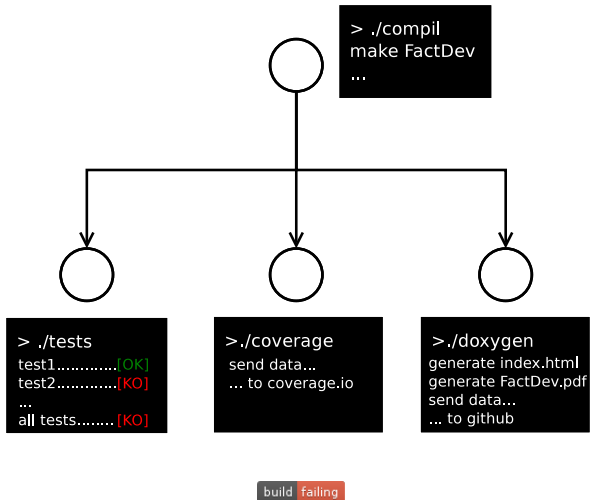 > ./compil
make FactDev
...
> ./tests
test1.............[OK]
test2.............[KO]
...
all tests........[KO]
>./coverage
send data...
... to coverage.io
>./doxygen
generate index.html
generate FactDev.pdf
send data...
... to github
build failing